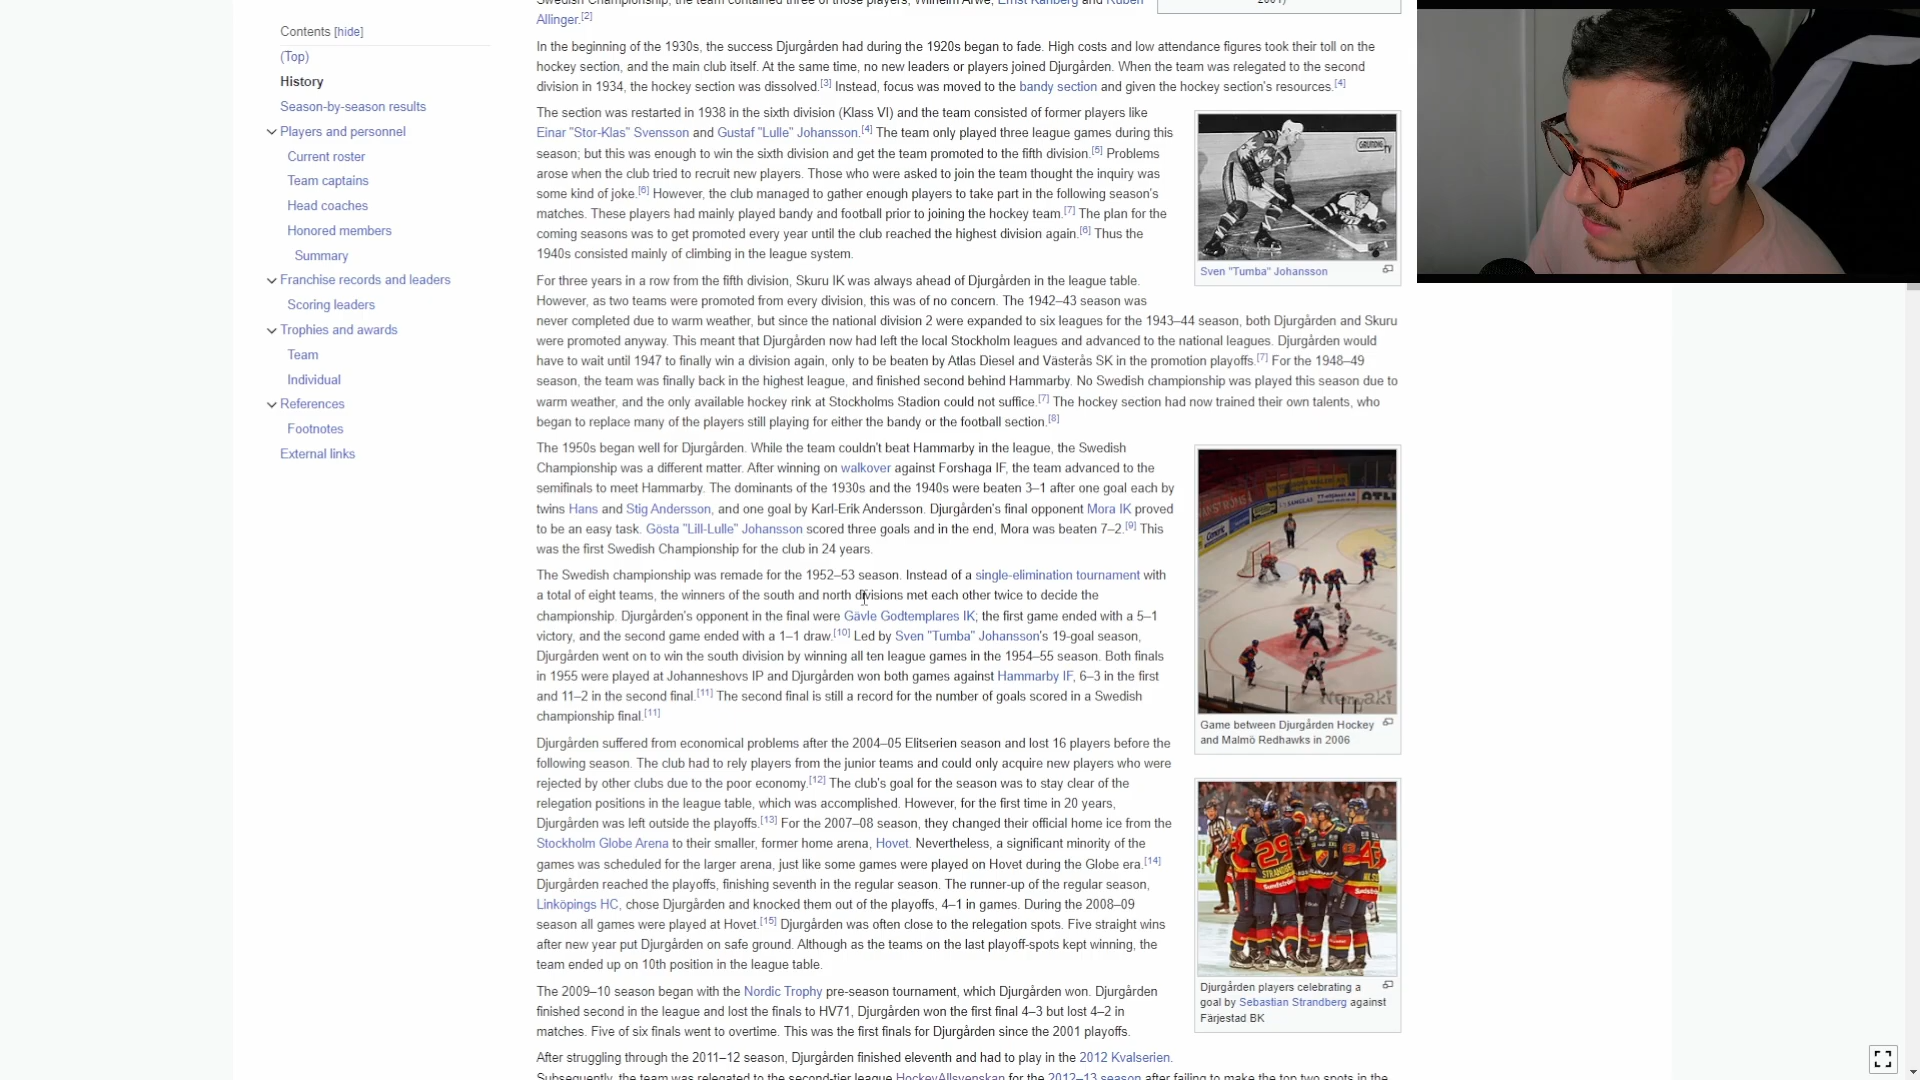 Contents [hide]
(Top)
History
Season-by-season results
Players and personnel
Current roster
Team captains
Head coaches
Honored members
Summary
Franchise records and leaders
Scoring leaders
Trophies and awards
Team
Individual
References
Footnotes
External links
Swedish Championship, the team contained three of those players, Wilhelm Arwe, Ernst Karlberg and Ruben
Allinger.[2]
In the beginning of the 1930s, the success Djurgården had during the 1920s began to fade. High costs and low attendance figures took their toll on the
hockey section, and the main club itself. At the same time, no new leaders or players joined Djurgården. When the team was relegated to the second
division in 1934, the hockey section was dissolved.[3] Instead, focus was moved to the bandy section and given the hockey section's resources.[4]
The section was restarted in 1938 in the sixth division (Klass VI) and the team consisted of former players like
Einar "Stor-Klas" Svensson and Gustaf "Lulle" Johansson.[4] The team only played three league games during this
season; but this was enough to win the sixth division and get the team promoted to the fifth division.[5] Problems
arose when the club tried to recruit new players. Those who were asked to join the team thought the inquiry was
some kind of joke.[6] However, the club managed to gather enough players to take part in the following season's
matches. These players had mainly played bandy and football prior to joining the hockey team.[7] The plan for the
coming seasons was to get promoted every year until the club reached the highest division again.[6] Thus the
1940s consisted mainly of climbing in the league system.
GRUNDIG
TV
Sven "Tumba" Johansson
For three years in a row from the fifth division, Skuru IK was always ahead of Djurgården in the league table.
However, as two teams were promoted from every division, this was of no concern. The 1942–43 season was
never completed due to warm weather, but since the national division 2 were expanded to six leagues for the 1943–44 season, both Djurgården and Skuru
were promoted anyway. This meant that Djurgården now had left the local Stockholm leagues and advanced to the national leagues. Djurgården would
have to wait until 1947 to finally win a division again, only to be beaten by Atlas Diesel and Västerås SK in the promotion playoffs.[7] For the 1948–49
season, the team was finally back in the highest league, and finished second behind Hammarby. No Swedish championship was played this season due to
warm weather, and the only available hockey rink at Stockholms Stadion could not suffice.[7] The hockey section had now trained their own talents, who
began to replace many of the players still playing for either the bandy or the football section.[8]
The 1950s began well for Djurgården. While the team couldn't beat Hammarby in the league, the Swedish
Championship was a different matter. After winning on walkover against Forshaga IF, the team advanced to the
semifinals to meet Hammarby. The dominants of the 1930s and the 1940s were beaten 3–1 after one goal each by
twins Hans and Stig Andersson, and one goal by Karl-Erik Andersson. Djurgården's final opponent Mora IK proved
to be an easy task. Gösta "Lill-Lulle" Johansson scored three goals and in the end, Mora was beaten 7–2.[9] This
was the first Swedish Championship for the club in 24 years.
The Swedish championship was remade for the 1952–53 season. Instead of a single-elimination tournament with
a total of eight teams, the winners of the south and north divisions met each other twice to decide the
championship. Djurgården's opponent in the final were Gävle Godtemplares IK; the first game ended with a 5–1
victory, and the second game ended with a 1–1 draw.[10] Led by Sven "Tumba" Johansson's 19-goal season,
Djurgården went on to win the south division by winning all ten league games in the 1954–55 season. Both finals
in 1955 were played at Johanneshovs IP and Djurgården won both games against Hammarby IF, 6–3 in the first
and 11–2 in the second final.[11] The second final is still a record for the number of goals scored in a Swedish
championship final.[11]
Game between Djurgården Hockey
and Malmö Redhawks in 2006
Djurgården suffered from economical problems after the 2004–05 Elitserien season and lost 16 players before the
following season. The club had to rely players from the junior teams and could only acquire new players who were
rejected by other clubs due to the poor economy.[12] The club's goal for the season was to stay clear of the
relegation positions in the league table, which was accomplished. However, for the first time in 20 years,
Djurgården was left outside the playoffs.[13] For the 2007–08 season, they changed their official home ice from the
Stockholm Globe Arena to their smaller, former home arena, Hovet. Nevertheless, a significant minority of the
games was scheduled for the larger arena, just like some games were played on Hovet during the Globe era.[14]
Djurgården reached the playoffs, finishing seventh in the regular season. The runner-up of the regular season,
Linköpings HC, chose Djurgården and knocked them out of the playoffs, 4–1 in games. During the 2008–09
season all games were played at Hovet.[15] Djurgården was often close to the relegation spots. Five straight wins
after new year put Djurgården on safe ground. Although as the teams on the last playoff-spots kept winning, the
team ended up on 10th position in the league table.
29
Djurgården players celebrating a
goal by Sebastian Strandberg against
Färjestad BK
The 2009–10 season began with the Nordic Trophy pre-season tournament, which Djurgården won. Djurgården
finished second in the league and lost the finals to HV71, Djurgården won the first final 4–3 but lost 4–2 in
matches. Five of six finals went to overtime. This was the first finals for Djurgården since the 2001 playoffs.
After struggling through the 2011–12 season, Djurgården finished eleventh and had to play in the 2012 Kvalserien.
Subsequently, the team was relegated to the second-tier league HockeyAllsvenskan for the 2012–13 season after failing to make the top two spots in the